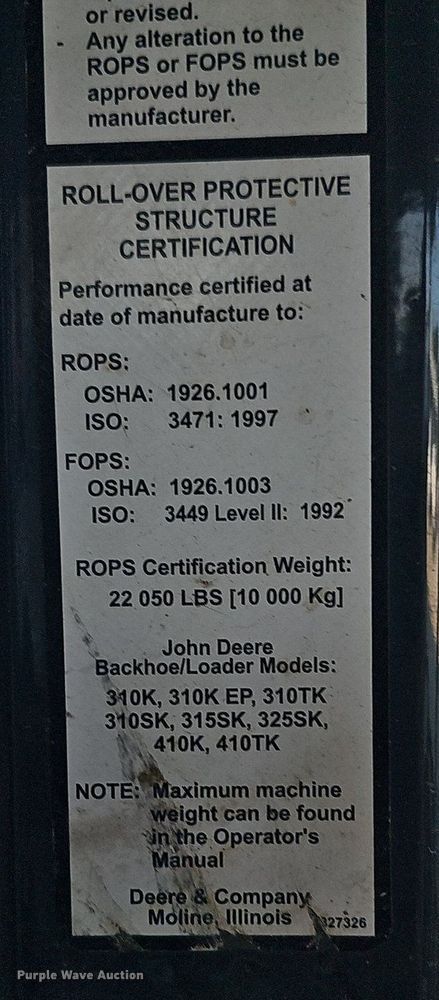 or revised.
- Any alteration to the
ROPS or FOPS must be
approved by the
manufacturer.
ROLL-OVER PROTECTIVE
STRUCTURE
CERTIFICATION
Performance certified at
date of manufacture to:
ROPS:
OSHA: 1926.1001
ISO: 3471: 1997
FOPS:
OSHA: 1926.1003
ISO: 3449 Level II: 1992
ROPS Certification Weight:
22 050 LBS [10 000 Kg]
John Deere
Backhoe/Loader Models:
310K, 310K EP, 310TK
310SK, 315SK, 325SK,
410K, 410TK
NOTE: Maximum machine
weight can be found
in the Operator's
Manual
Deere & Company
Moline, Illinois
Purple Wave Auction